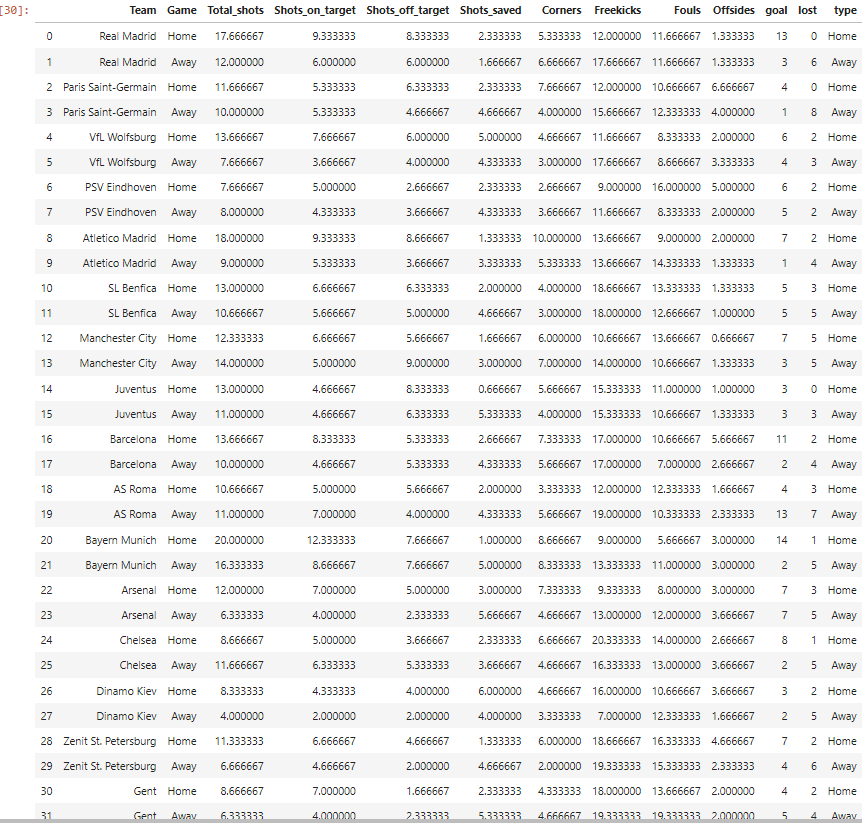 [30]: Team Game Total_shots Shots_on_target Shots_off_target Shots_saved Corners Freekicks Fouls Offsides goal lost type
0 Real Madrid Home 17.666667 9.333333 8.333333 2.333333 5.333333 12.000000 11.666667 1.333333 13 0 Home
1 Real Madrid Away 12.000000 6.000000 6.000000 1.666667 6.666667 17.666667 11.666667 1.333333 3 6 Away
2 Paris Saint-Germain Home 11.666667 5.333333 6.333333 2.333333 7.666667 12.000000 10.666667 6.666667 4 0 Home
3 Paris Saint-Germain Away 10.000000 5.333333 4.666667 4.666667 4.000000 15.666667 12.333333 4.000000 1 8 Away
4 VfL Wolfsburg Home 13.666667 7.666667 6.000000 5.000000 4.666667 11.666667 8.333333 2.000000 6 2 Home
5 VfL Wolfsburg Away 7.666667 3.666667 4.000000 4.333333 3.000000 17.666667 8.666667 3.333333 4 3 Away
6 PSV Eindhoven Home 7.666667 5.000000 2.666667 2.333333 2.666667 9.000000 16.000000 5.000000 6 2 Home
7 PSV Eindhoven Away 8.000000 4.333333 3.666667 4.333333 3.666667 11.666667 8.333333 2.000000 5 2 Away
8 Atletico Madrid Home 18.000000 9.333333 8.666667 1.333333 10.000000 13.666667 9.000000 2.000000 7 2 Home
9 Atletico Madrid Away 9.000000 5.333333 3.666667 3.333333 5.333333 13.666667 14.333333 1.333333 1 4 Away
10 SL Benfica Home 13.000000 6.666667 6.333333 2.000000 4.000000 18.666667 13.333333 1.333333 5 3 Home
11 SL Benfica Away 10.666667 5.666667 5.000000 4.666667 3.000000 18.000000 12.666667 1.000000 5 5 Away
12 Manchester City Home 12.333333 6.666667 5.666667 1.666667 6.000000 10.666667 13.666667 0.666667 7 5 Home
13 Manchester City Away 14.000000 5.000000 9.000000 3.000000 7.000000 14.000000 10.666667 1.333333 3 5 Away
14 Juventus Home 13.000000 4.666667 8.333333 0.666667 5.666667 15.333333 11.000000 1.000000 3 0 Home
15 Juventus Away 11.000000 4.666667 6.333333 5.333333 4.000000 15.333333 10.666667 1.333333 3 3 Away
16 Barcelona Home 13.666667 8.333333 5.333333 2.666667 7.333333 17.000000 10.666667 5.666667 11 2 Home
17 Barcelona Away 10.000000 4.666667 5.333333 4.333333 5.666667 17.000000 7.000000 2.666667 2 4 Away
18 AS Roma Home 10.666667 5.000000 5.666667 2.000000 3.333333 12.000000 12.333333 1.666667 4 3 Home
19 AS Roma Away 11.000000 7.000000 4.000000 4.333333 5.666667 19.000000 10.333333 2.333333 13 7 Away
20 Bayern Munich Home 20.000000 12.333333 7.666667 1.000000 8.666667 9.000000 5.666667 3.000000 14 1 Home
21 Bayern Munich Away 16.333333 8.666667 7.666667 5.000000 8.333333 13.333333 11.000000 3.000000 2 5 Away
22 Arsenal Home 12.000000 7.000000 5.000000 3.000000 7.333333 9.333333 8.000000 3.000000 7 3 Home
23 Arsenal Away 6.333333 4.000000 2.333333 5.666667 4.666667 13.000000 12.000000 3.666667 7 5 Away
24 Chelsea Home 8.666667 5.000000 3.666667 2.333333 6.666667 20.333333 14.000000 2.666667 8 1 Home
25 Chelsea Away 11.666667 6.333333 5.333333 3.666667 4.666667 16.333333 13.000000 3.666667 2 5 Away
26 Dinamo Kiev Home 8.333333 4.333333 4.000000 6.000000 4.666667 16.000000 10.666667 3.666667 3 2 Home
27 Dinamo Kiev Away 4.000000 2.000000 2.000000 4.000000 3.333333 7.000000 12.333333 1.666667 2 5 Away
28 Zenit St. Petersburg Home 11.333333 6.666667 4.666667 1.333333 6.000000 18.666667 16.333333 4.666667 7 2 Home
29 Zenit St. Petersburg Away 6.666667 4.666667 2.000000 4.666667 2.000000 19.333333 15.333333 2.333333 4 6 Away
30 Gent Home 8.666667 7.000000 1.666667 2.333333 4.333333 18.000000 13.666667 2.000000 4 2 Home
31 Gent Away 6.333333 4.000000 2.333333 5.333333 4.666667 19.333333 19.333333 2.000000 5 4 Away